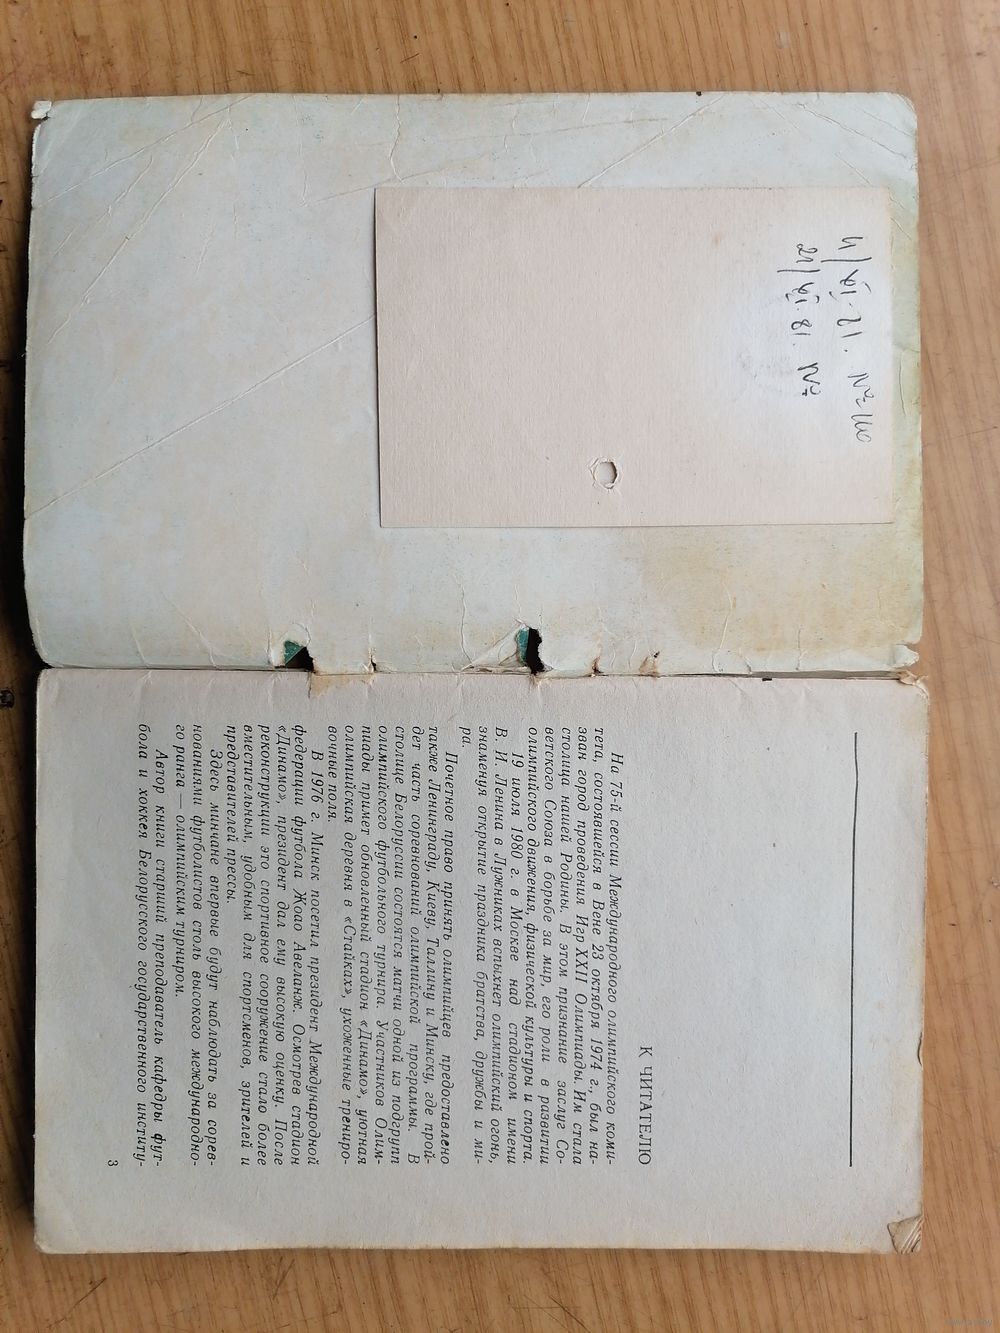 К ЧИТАТЕЛЮ
На 75-й сессии Международного олимпийского коми-
тета, состоявшейся в Вене 23 октября 1974 г., был на-
зван город проведения Игр XXII Олимпиады. Им стала
столица нашей Родины. В этом признание заслуг Со-
ветского Союза в борьбе за мир, его роли в развитии
олимпийского движения, физической культуры и спорта.
19 июля 1980 г. в Москве над стадионом имени
В. И. Ленина в Лужниках вспыхнет олимпийский огонь,
знаменуя открытие праздника братства, дружбы и ми-
ра.
Почетное право принять олимпийцев предоставлено
также Ленинграду, Киеву, Таллину и Минску, где прой-
дет часть соревнований олимпийской программы. В
столице Белоруссии состоятся матчи одной из подгрупп
олимпийского футбольного турнира. Участников Олим-
пиады примет обновленный стадион «Динамо», уютная
олимпийская деревня в «Стайках», ухоженные трениро-
вочные поля.
В 1976 г. Минск посетил президент Международной
федерации футбола Жоао Авеланж. Осмотрев стадион
«Динамо», президент дал ему высокую оценку. После
реконструкции это спортивное сооружение стало более
вместительным, удобным для спортсменов, зрителей и
представителей прессы.
Здесь минчане впервые будут наблюдать за сорев-
нованиями футболистов столь высокого международно-
го ранга — олимпийским турниром.
Автор книги старший преподаватель кафедры фут-
бола и хоккея Белорусского государственного институ-
3